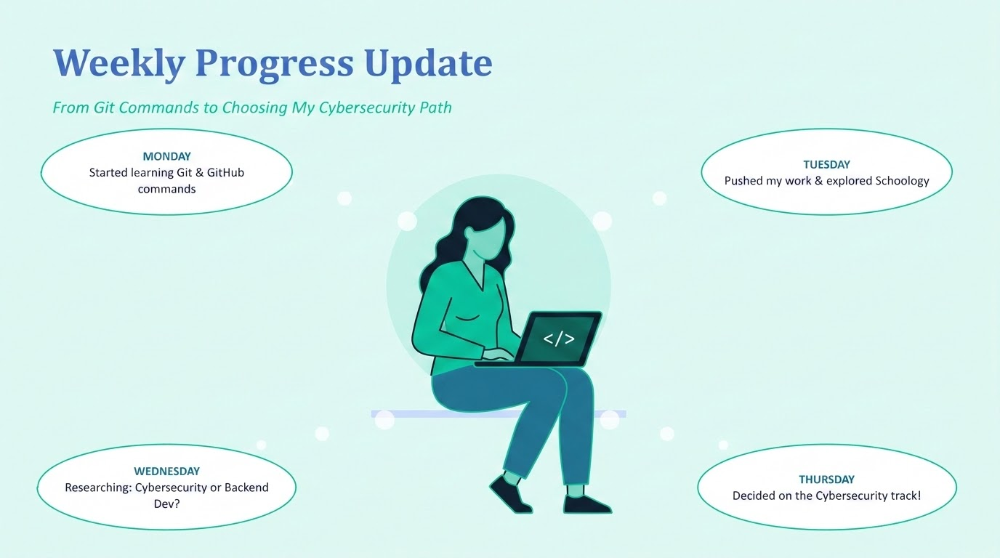 Weekly Progress Update
From Git Commands to Choosing My Cybersecurity Path
MONDAY
Started learning Git & GitHub
commands
TUESDAY
Pushed my work & explored Schoology
</>
WEDNESDAY
Researching: Cybersecurity or Backend
Dev?
THURSDAY
Decided on the Cybersecurity track!